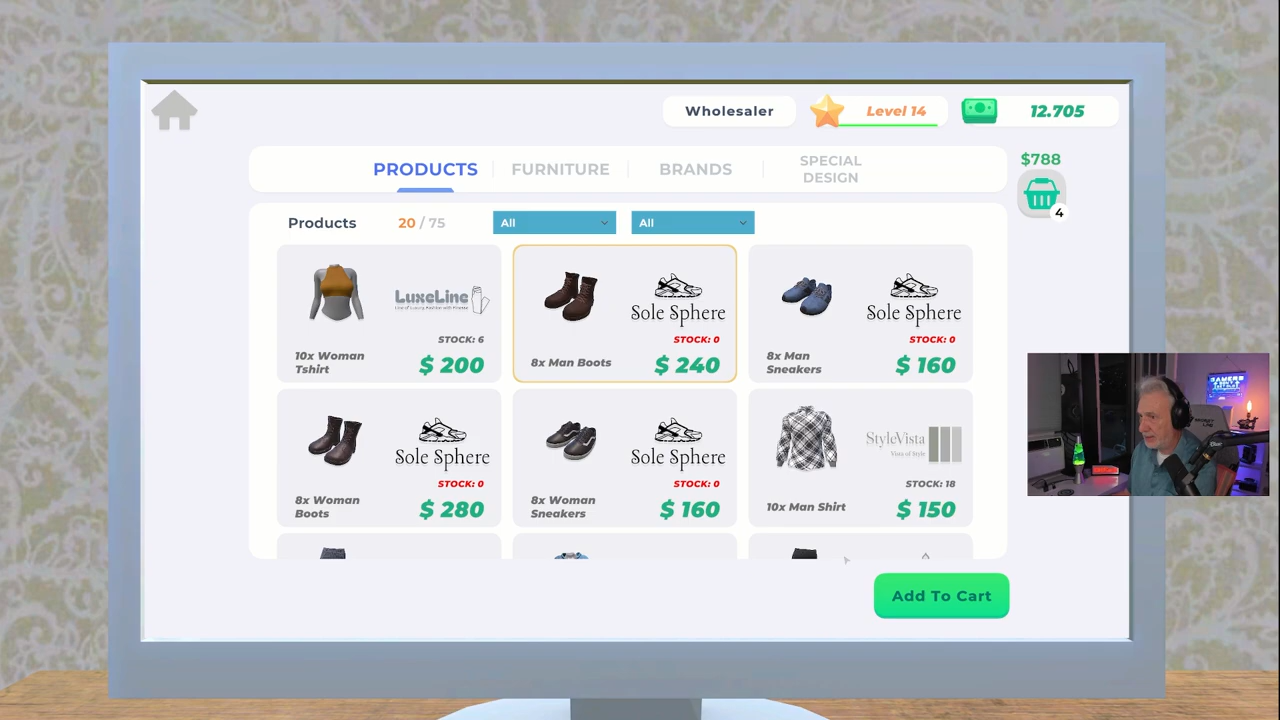 Wholesaler
Level 14
12.705
PRODUCTS
FURNITURE
BRANDS
SPECIAL
DESIGN
$788
4
Products
20 / 75
All
All
LuxeLine
STOCK: 6
10x Woman
Tshirt
$ 200
Sole Sphere
STOCK: 0
8x Man Boots
$ 240
Sole Sphere
STOCK: 0
8x Man
Sneakers
$ 160
Sole Sphere
STOCK: 0
8x Woman
Boots
$ 280
Sole Sphere
STOCK: 0
8x Woman
Sneakers
$ 160
StyleVista
Vista of Style
STOCK: 18
10x Man Shirt
$ 150
Add To Cart